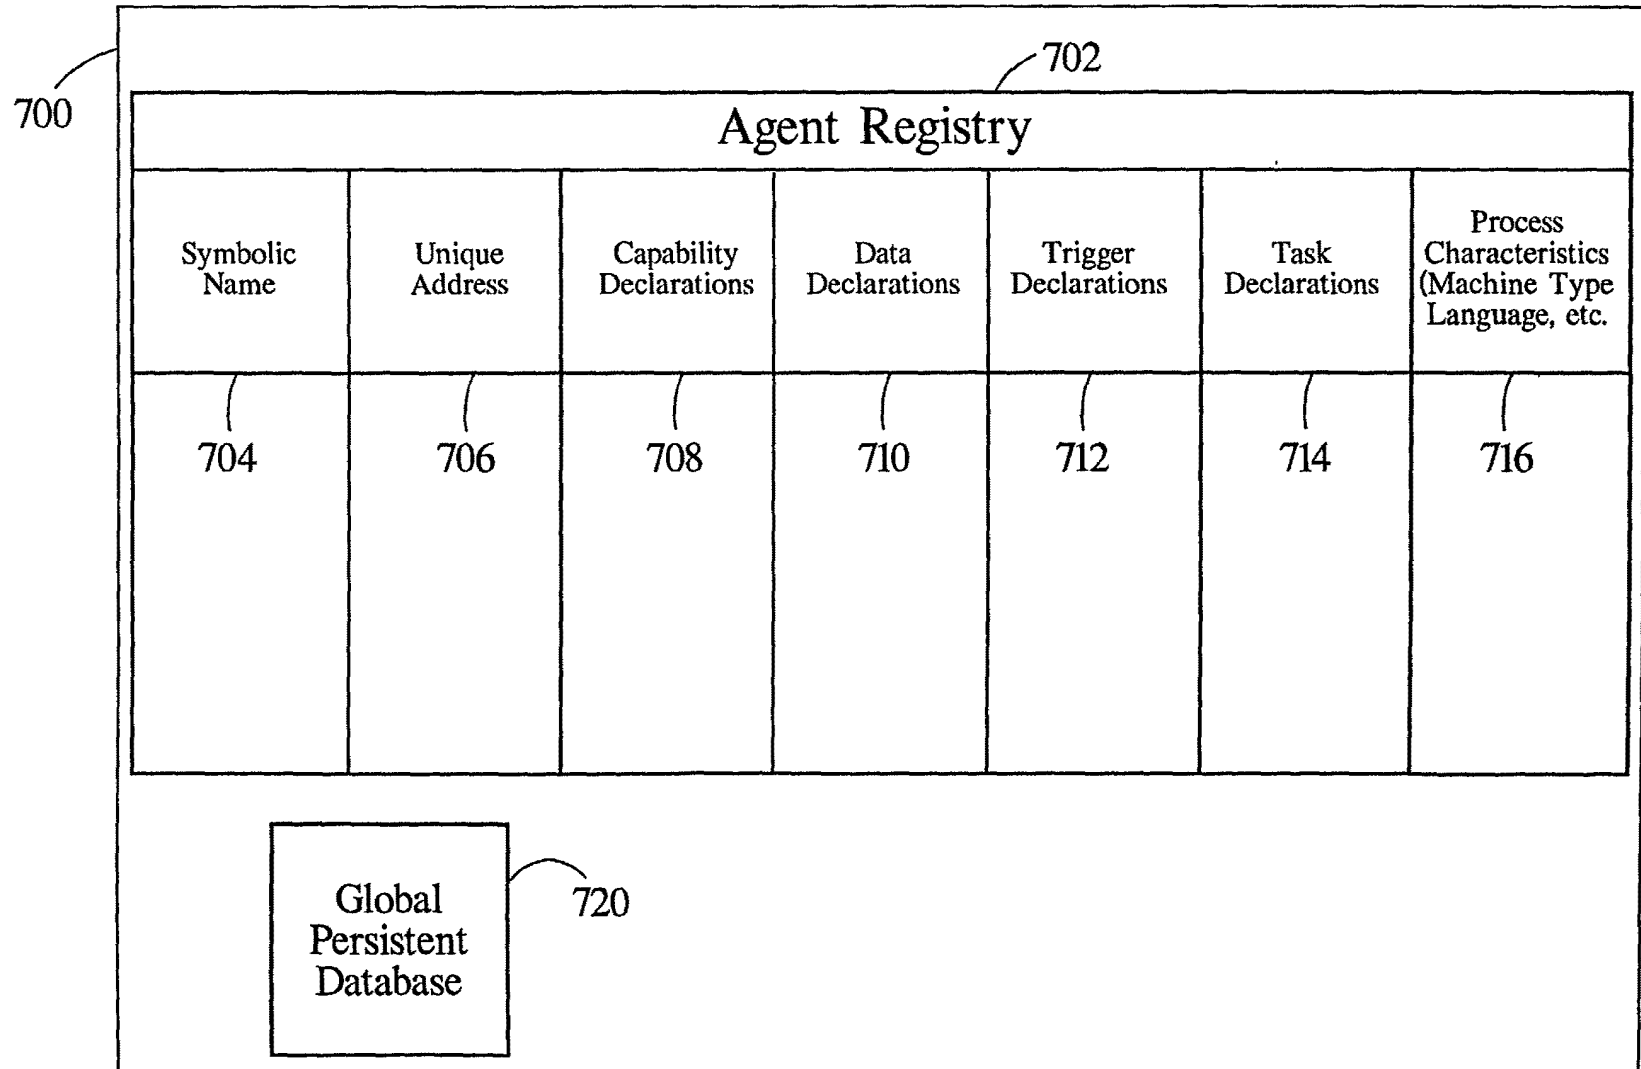 702
700
Agent Registry
Symbolic
Name
Unique
Address
Capability
Declarations
Data
Declarations
Trigger
Declarations
Task
Declarations
Process
Characteristics
(Machine Type
Language, etc.
704
706
708
710
712
714
716
Global
Persistent
Database
720